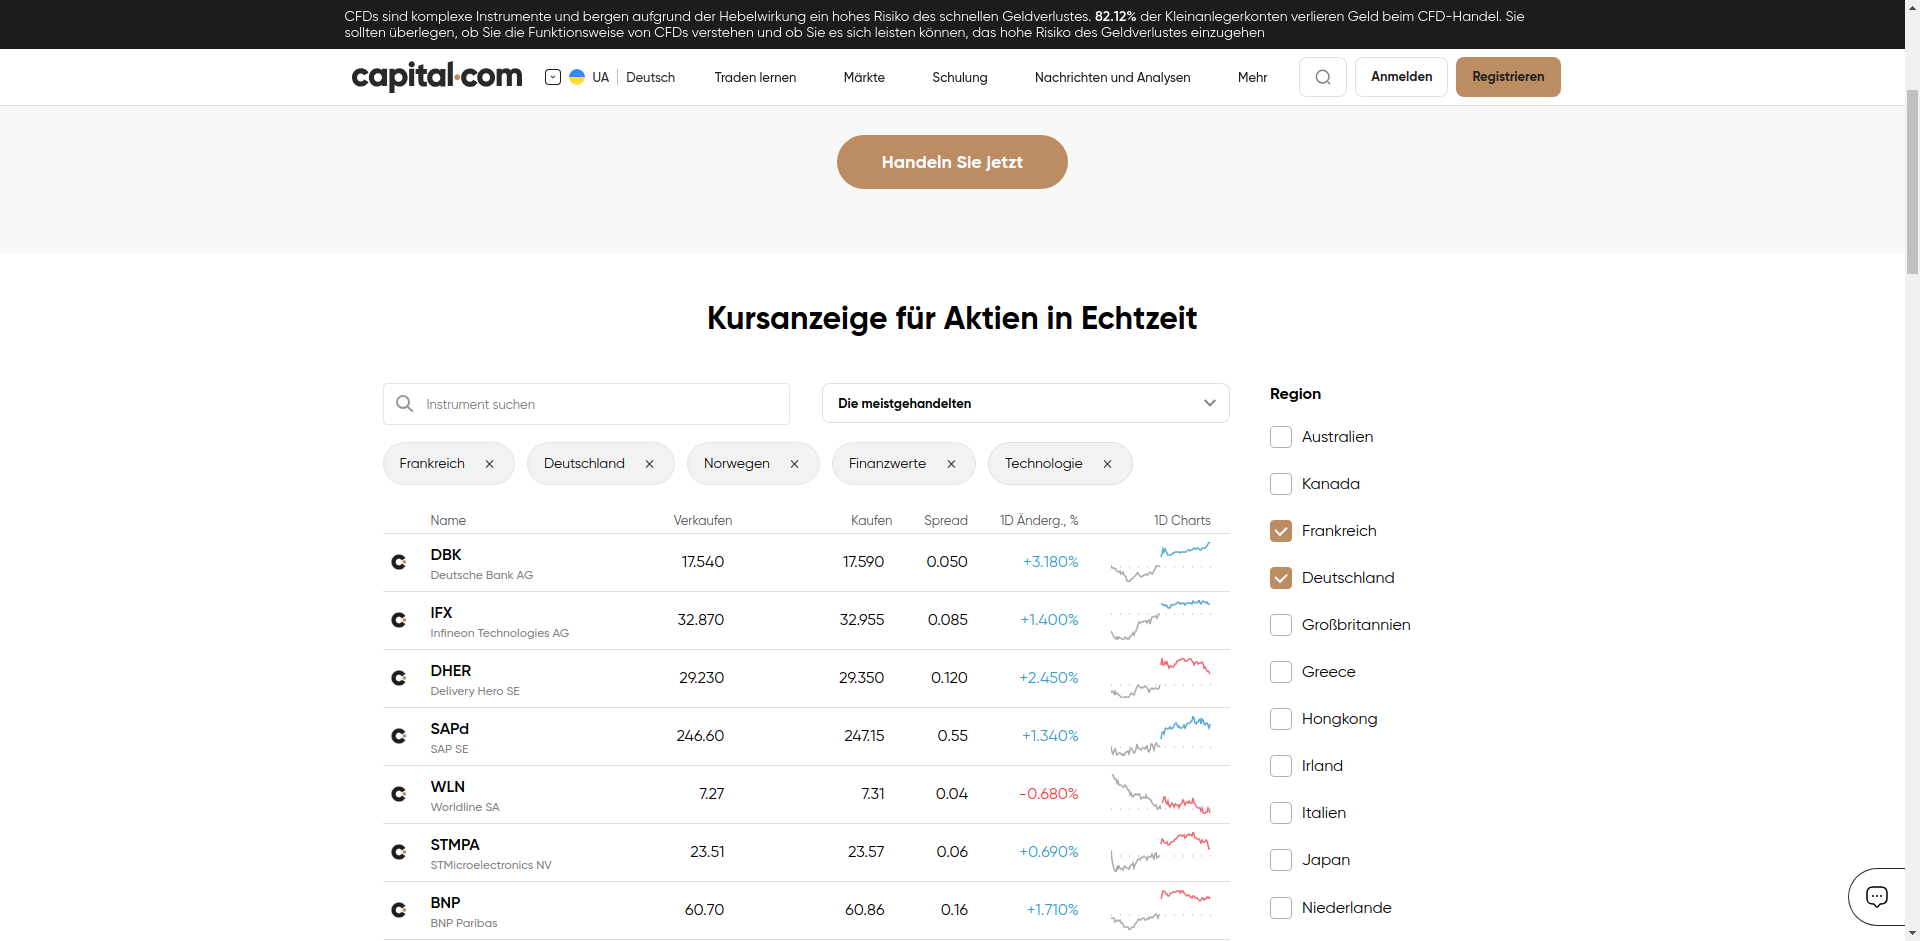 CFDs sind komplexe Instrumente und bergen aufgrund der Hebelwirkung ein hohes Risiko des schnellen Geldverlustes. 82.12% der Kleinanlegerkonten verlieren Geld beim CFD-Handel. Sie
sollten überlegen, ob Sie die Funktionsweise von CFDs verstehen und ob Sie es sich leisten können, das hohe Risiko des Geldverlustes einzugehen
capital.com UA Deutsch Traden lernen Märkte Schulung Nachrichten und Analysen Mehr Anmelden Registrieren
Handeln Sie jetzt
Kursanzeige für Aktien in Echtzeit
Instrument suchen
Die meistgehandelten
Frankreich
Deutschland
Norwegen
Finanzwerte
Technologie
Name Verkaufen Kaufen Spread 1D Änderg., % 1D Charts
DBK 17.540 17.590 0.050 +3.180%
Deutsche Bank AG
IFX 32.870 32.955 0.085 +1.400%
Infineon Technologies AG
DHER 29.230 29.350 0.120 +2.450%
Delivery Hero SE
SAPd 246.60 247.15 0.55 +1.340%
SAP SE
WLN 7.27 7.31 0.04 -0.680%
Worldline SA
STMPA 23.51 23.57 0.06 +0.690%
STMicroelectronics NV
BNP 60.70 60.86 0.16 +1.710%
BNP Paribas
Region
Australien
Kanada
Frankreich
Deutschland
Großbritannien
Greece
Hongkong
Irland
Italien
Japan
Niederlande